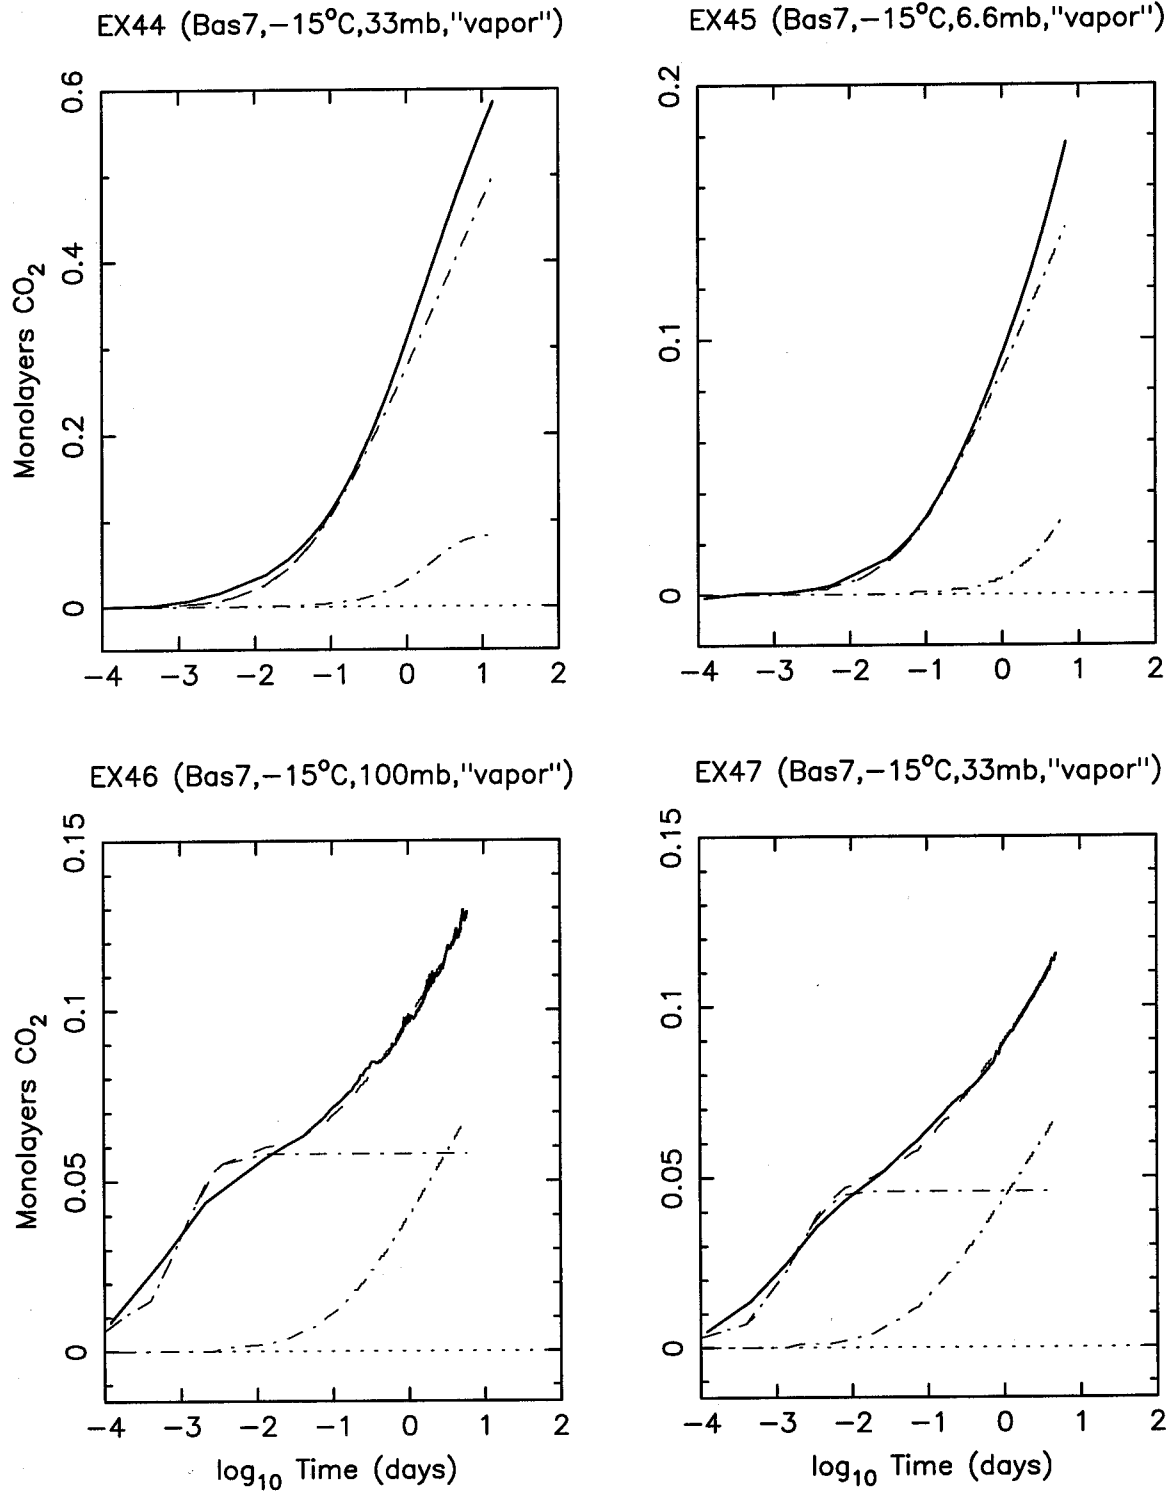 EX44 (Bas7,−15°C,33mb,"vapor")
EX45 (Bas7,−15°C,6.6mb,"vapor")
Monolayers CO2
0.6
0.4
0.2
0
0.2
0.1
0
−4 −3 −2 −1 0 1 2
−4 −3 −2 −1 0 1 2
EX46 (Bas7,−15°C,100mb,"vapor")
EX47 (Bas7,−15°C,33mb,"vapor")
Monolayers CO2
0.15
0.1
0.05
0
0.15
0.1
0.05
0
−4 −3 −2 −1 0 1 2
−4 −3 −2 −1 0 1 2
log10 Time (days)
log10 Time (days)